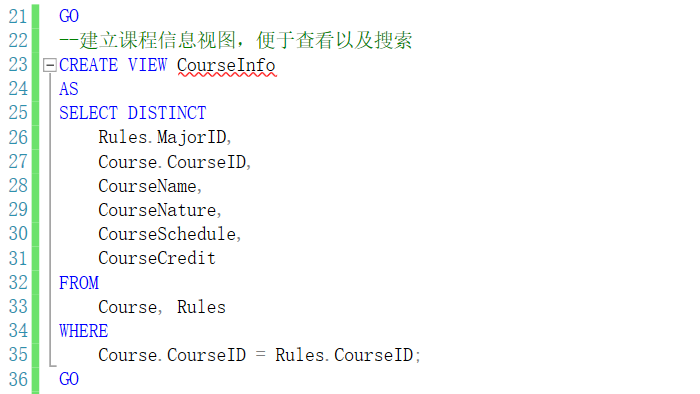 21 GO
22 --建立课程信息视图，便于查看以及搜索
23 CREATE VIEW CourseInfo
24 AS
25 SELECT DISTINCT
26     Rules.MajorID,
27     Course.CourseID,
28     CourseName,
29     CourseNature,
30     CourseSchedule,
31     CourseCredit
32 FROM
33     Course, Rules
34 WHERE
35     Course.CourseID = Rules.CourseID;
36 GO